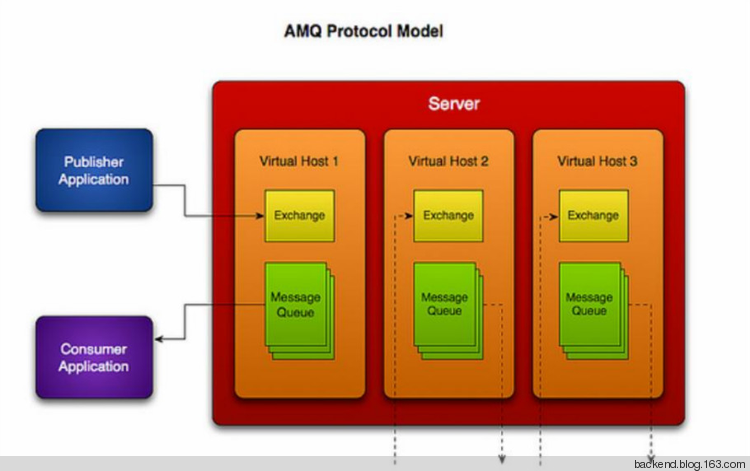 AMQ Protocol Model
Server
Publisher
Application
Virtual Host 1
Virtual Host 2
Virtual Host 3
Exchange
Exchange
Exchange
Message
Queue
Message
Queue
Message
Queue
Consumer
Application
backend.blog.163.com